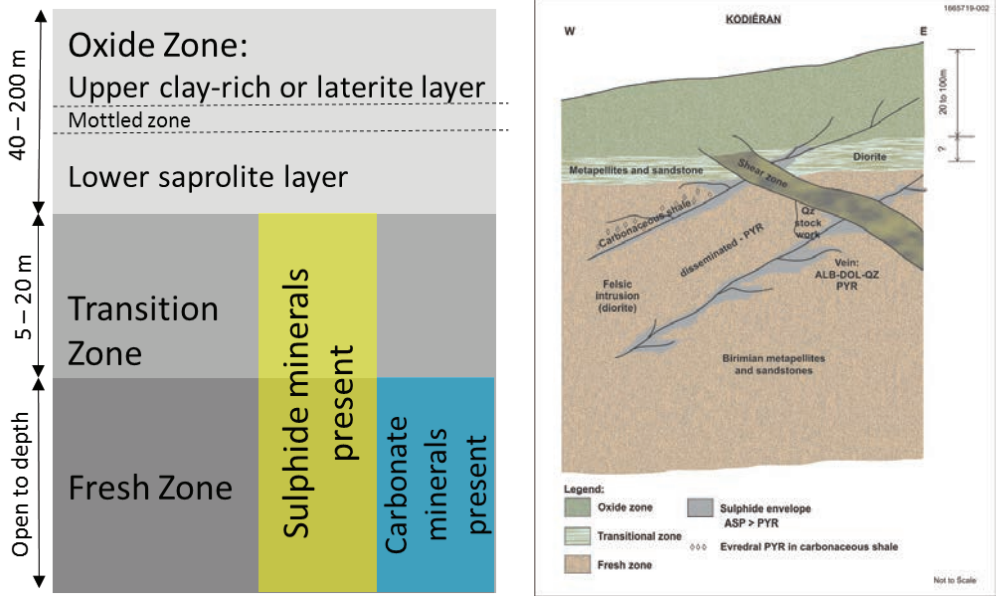 40 – 200 m
Oxide Zone:
Upper clay-rich or laterite layer
Mottled zone
Lower saprolite layer
5 – 20 m
Transition
Zone
Sulphide minerals
present
Open to depth
Fresh Zone
Carbonate
minerals
present
1665719-002
KODIÉRAN
W
E
20 to 100m
?
Metapellites and sandstone
Diorite
Shear zone
Carbonaceous shale
Qz
stock
work
disseminated - PYR
Vein:
ALB-DOL-QZ
PYR
Felsic
intrusion
(diorite)
Birimian metapellites
and sandstones
Legend:
Oxide zone
Transitional zone
Fresh zone
Sulphide envelope
ASP > PYR
Evredral PYR in carbonaceous shale
Not to Scale